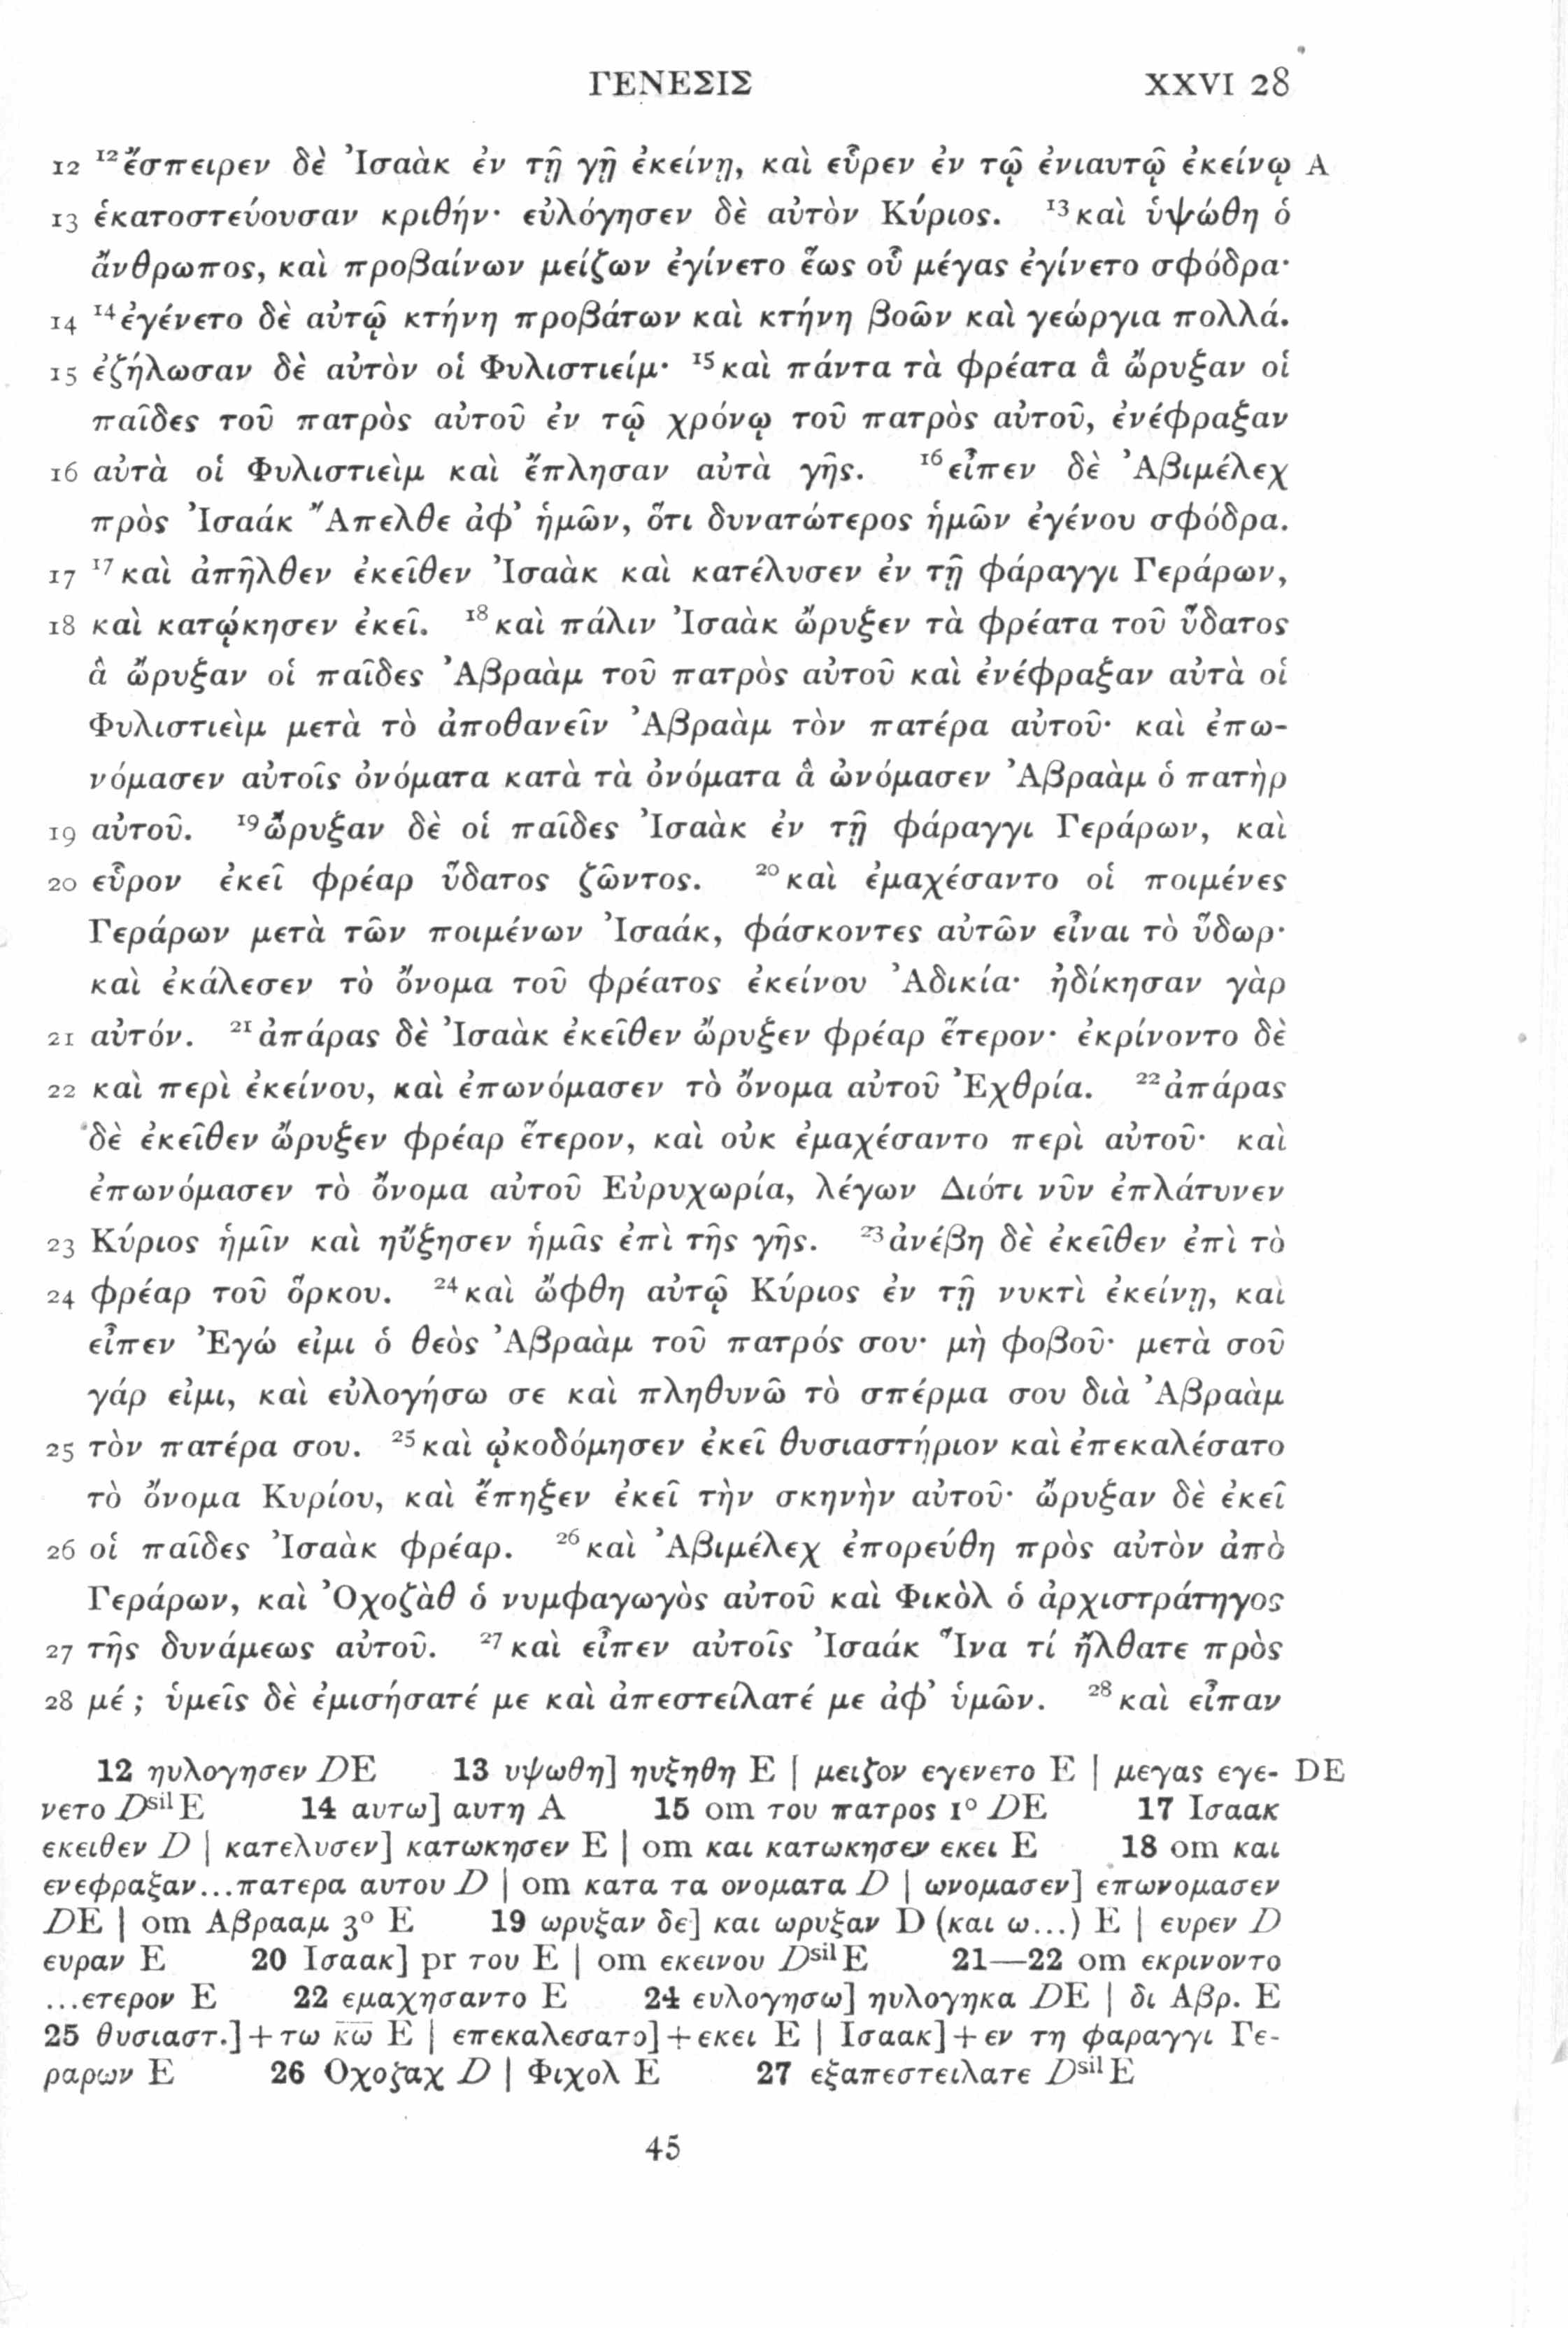 ΓΕΝΕΣΙΣ XXVI 28
12 ¹²ἔσπειρεν δὲ Ἰσαὰκ ἐν τῇ γῇ ἐκείνῃ, καὶ εὗρεν ἐν τῷ ἐνιαυτῷ ἐκείνῳ A
13 ἑκατοστεύουσαν κριθήν· εὐλόγησεν δὲ αὐτὸν Κύριος. ¹³καὶ ὑψώθη ὁ
ἄνθρωπος, καὶ προβαίνων μείζων ἐγίνετο ἕως οὗ μέγας ἐγίνετο σφόδρα·
14 ¹⁴ἐγένετο δὲ αὐτῷ κτήνη προβάτων καὶ κτήνη βοῶν καὶ γεώργια πολλά.
15 ἐζήλωσαν δὲ αὐτὸν οἱ Φυλιστιείμ· ¹⁵καὶ πάντα τὰ φρέατα ἃ ὤρυξαν οἱ
παῖδες τοῦ πατρὸς αὐτοῦ ἐν τῷ χρόνῳ τοῦ πατρὸς αὐτοῦ, ἐνέφραξαν
16 αὐτὰ οἱ Φυλιστιεὶμ καὶ ἔπλησαν αὐτὰ γῆς. ¹⁶εἶπεν δὲ Ἀβιμέλεχ
πρὸς Ἰσαάκ Ἄπελθε ἀφ’ ἡμῶν, ὅτι δυνατώτερος ἡμῶν ἐγένου σφόδρα.
17 ¹⁷καὶ ἀπῆλθεν ἐκεῖθεν Ἰσαὰκ καὶ κατέλυσεν ἐν τῇ φάραγγι Γεράρων,
18 καὶ κατῴκησεν ἐκεῖ. ¹⁸καὶ πάλιν Ἰσαὰκ ὤρυξεν τὰ φρέατα τοῦ ὕδατος
ἃ ὤρυξαν οἱ παῖδες Ἀβραὰμ τοῦ πατρὸς αὐτοῦ καὶ ἐνέφραξαν αὐτὰ οἱ
Φυλιστιεὶμ μετὰ τὸ ἀποθανεῖν Ἀβραὰμ τὸν πατέρα αὐτοῦ· καὶ ἐπω-
νόμασεν αὐτοῖς ὀνόματα κατὰ τὰ ὀνόματα ἃ ὠνόμασεν Ἀβραὰμ ὁ πατὴρ
19 αὐτοῦ. ¹⁹ὤρυξαν δὲ οἱ παῖδες Ἰσαὰκ ἐν τῇ φάραγγι Γεράρων, καὶ
20 εὗρον ἐκεῖ φρέαρ ὕδατος ζῶντος. ²⁰καὶ ἐμαχέσαντο οἱ ποιμένες
Γεράρων μετὰ τῶν ποιμένων Ἰσαάκ, φάσκοντες αὐτῶν εἶναι τὸ ὕδωρ·
καὶ ἐκάλεσεν τὸ ὄνομα τοῦ φρέατος ἐκείνου Ἀδικία· ἠδίκησαν γὰρ
21 αὐτόν. ²¹ἀπάρας δὲ Ἰσαὰκ ἐκεῖθεν ὤρυξεν φρέαρ ἕτερον· ἐκρίνοντο δὲ
22 καὶ περὶ ἐκείνου, καὶ ἐπωνόμασεν τὸ ὄνομα αὐτοῦ Ἐχθρία. ²²ἀπάρας
δὲ ἐκεῖθεν ὤρυξεν φρέαρ ἕτερον, καὶ οὐκ ἐμαχέσαντο περὶ αὐτοῦ· καὶ
ἐπωνόμασεν τὸ ὄνομα αὐτοῦ Εὐρυχωρία, λέγων Διότι νῦν ἐπλάτυνεν
23 Κύριος ἡμῖν καὶ ηὔξησεν ἡμᾶς ἐπὶ τῆς γῆς. ²³ἀνέβη δὲ ἐκεῖθεν ἐπὶ τὸ
24 φρέαρ τοῦ ὅρκου. ²⁴καὶ ὤφθη αὐτῷ Κύριος ἐν τῇ νυκτὶ ἐκείνῃ, καὶ
εἶπεν Ἐγώ εἰμι ὁ θεὸς Ἀβραὰμ τοῦ πατρός σου· μὴ φοβοῦ· μετὰ σοῦ
γάρ εἰμι, καὶ εὐλογήσω σε καὶ πληθυνῶ τὸ σπέρμα σου διὰ Ἀβραὰμ
25 τὸν πατέρα σου. ²⁵καὶ ᾠκοδόμησεν ἐκεῖ θυσιαστήριον καὶ ἐπεκαλέσατο
τὸ ὄνομα Κυρίου, καὶ ἔπηξεν ἐκεῖ τὴν σκηνὴν αὐτοῦ· ὤρυξαν δὲ ἐκεῖ
26 οἱ παῖδες Ἰσαὰκ φρέαρ. ²⁶καὶ Ἀβιμέλεχ ἐπορεύθη πρὸς αὐτὸν ἀπὸ
Γεράρων, καὶ Ὀχοζὰθ ὁ νυμφαγωγὸς αὐτοῦ καὶ Φικὸλ ὁ ἀρχιστράτηγος
27 τῆς δυνάμεως αὐτοῦ. ²⁷καὶ εἶπεν αὐτοῖς Ἰσαάκ Ἵνα τί ἤλθατε πρὸς
28 μέ; ὑμεῖς δὲ ἐμισήσατέ με καὶ ἀπεστείλατέ με ἀφ’ ὑμῶν. ²⁸καὶ εἶπαν
12 ηυλογησεν DE 13 υψωθη] ηυξηθη E | μειζον εγενετο E | μεγας εγε- DE
νετο Dˢⁱˡ E 14 αυτω] αυτη A 15 om του πατρος 1° DE 17 Ισαακ
εκειθεν D | κατελυσεν] κατωκησεν E | om και κατωκησεν εκει E 18 om και
ενεφραξαν...πατερα αυτου D | om κατα τα ονοματα D | ωνομασεν] επωνομασεν
DE | om Αβρααμ 3° E 19 ωρυξαν δε] και ωρυξαν D (και ω...) E | ευρεν D
ευραν E 20 Ισαακ] pr του E | om εκεινου Dˢⁱˡ E 21—22 om εκρινοντο
...ετερον E 22 εμαχησαντο E 24 ευλογησω] ηυλογηκα DE | δι Αβρ. E
25 θυσιαστ.]+τω κ̅ω̅ E | επεκαλεσατο]+εκει E | Ισαακ]+εν τη φαραγγι Γε-
ραρων E 26 Οχοζαχ D | Φιχολ E 27 εξαπεστειλατε Dˢⁱˡ E
45